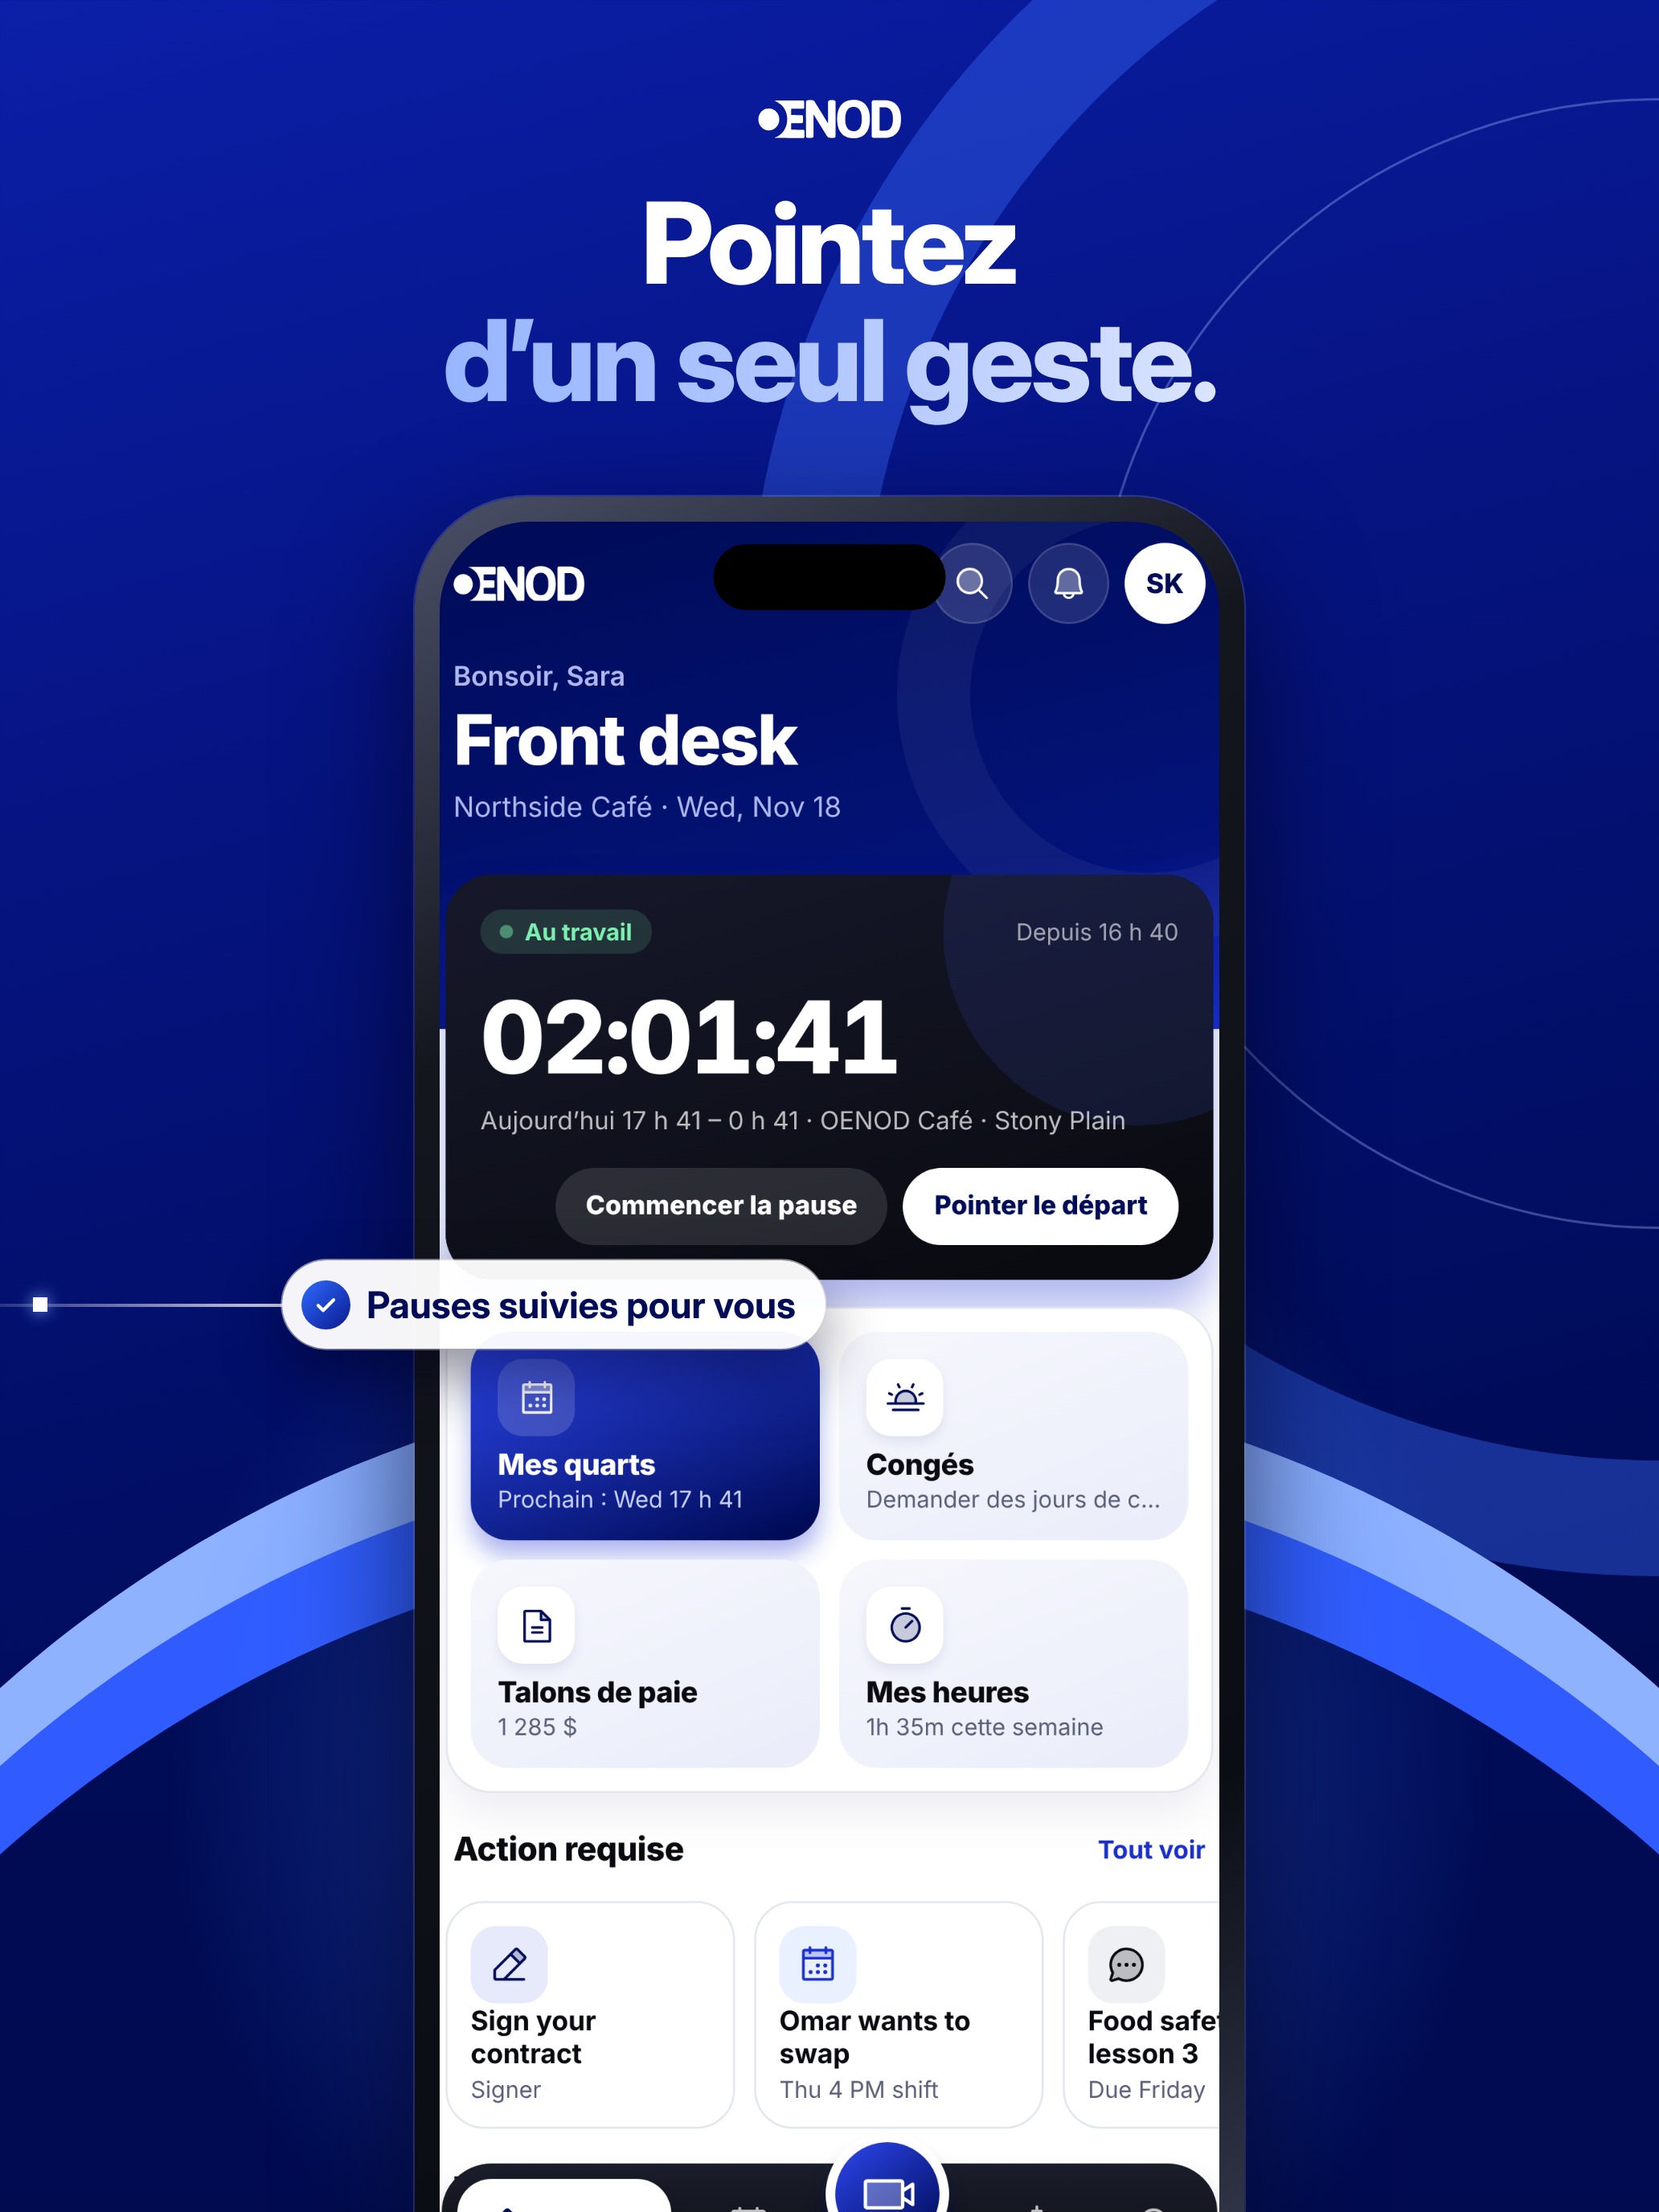 OENOD
Pointez
d’un seul geste.
OENOD
SK
Bonsoir, Sara
Front desk
Northside Café · Wed, Nov 18
Au travail
Depuis 16 h 40
02:01:41
Aujourd’hui 17 h 41 – 0 h 41 · OENOD Café · Stony Plain
Commencer la pause
Pointer le départ
Pauses suivies pour vous
Mes quarts
Prochain : Wed 17 h 41
Congés
Demander des jours de c...
Talons de paie
1 285 $
Mes heures
1h 35m cette semaine
Action requise
Tout voir
Sign your
contract
Signer
Omar wants to
swap
Thu 4 PM shift
Food safet
lesson 3
Due Friday